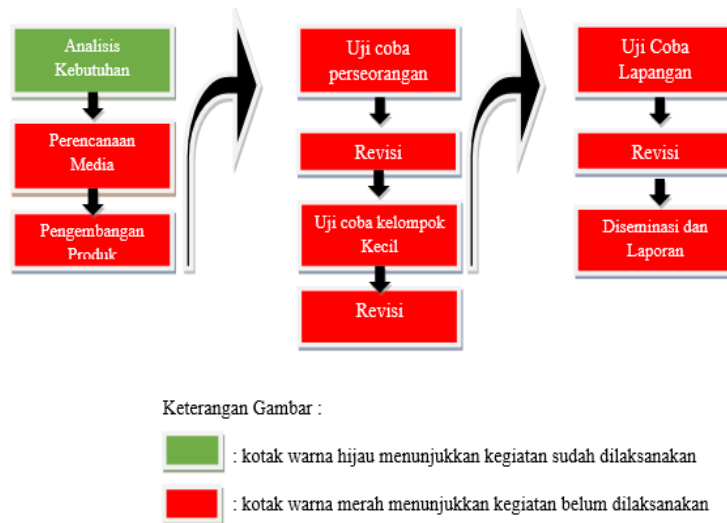 Analisis
Kebutuhan
Perencanaan
Media
Pengembangan
Produk
Uji coba
perseorangan
Revisi
Uji coba kelompok
Kecil
Revisi
Uji Coba
Lapangan
Revisi
Diseminasi dan
Laporan
Keterangan Gambar :
: kotak warna hijau menunjukkan kegiatan sudah dilaksanakan
: kotak warna merah menunjukkan kegiatan belum dilaksanakan